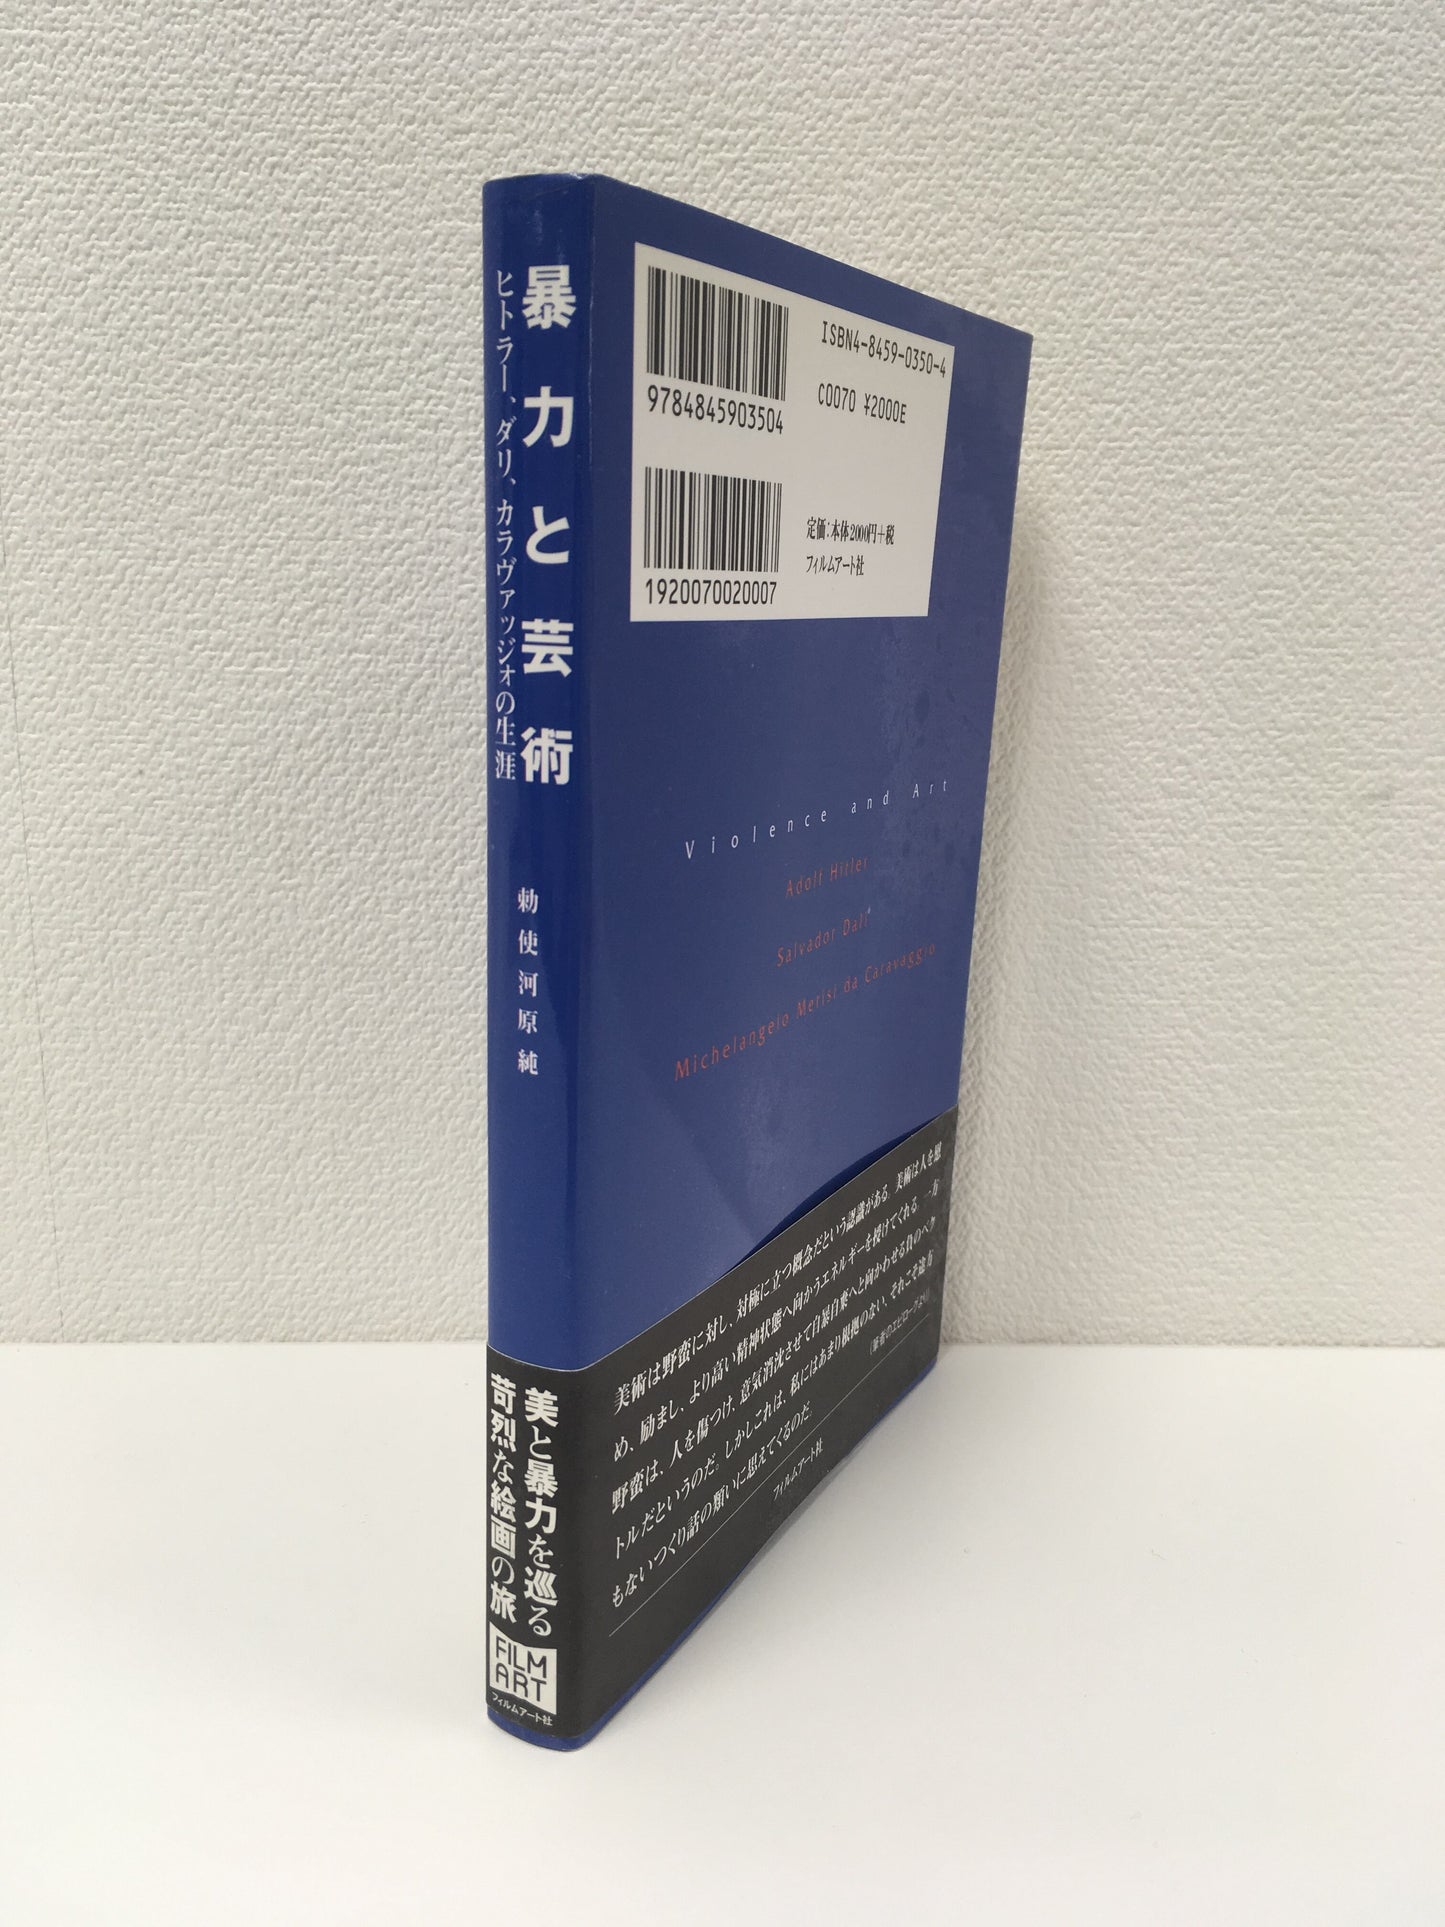 暴力と芸術
ヒトラー、ダリ、カラヴァッジオの生涯
勅使河原純
美と暴力を巡る
苛烈な絵画の旅
FILM
ART
フィルムアート社
ISBN4-8459-0350-4
9784845903504
C0070 ¥2000E
1920070020007
定価：本体2000円＋税
フィルムアート社
Violence and Art
Adolf Hitler
Salvador Dalí
Michelangelo Merisi da Caravaggio
美術は野蛮に対し、対極に立つ概念だという認識がある。美術は人を慰
め、励まし、より高い精神状態へ向かうエネルギーを授けてくれる。一方
野蛮は、人を傷つけ、意気消沈させて自暴自棄へと向かわせる負のベク
トルだというのだ。しかしこれは、私にはあまり根拠のない、それこそ途方
もないつくり話の類いに思えてくるのだ。
（著者のエピローグより）
フィルムアート社